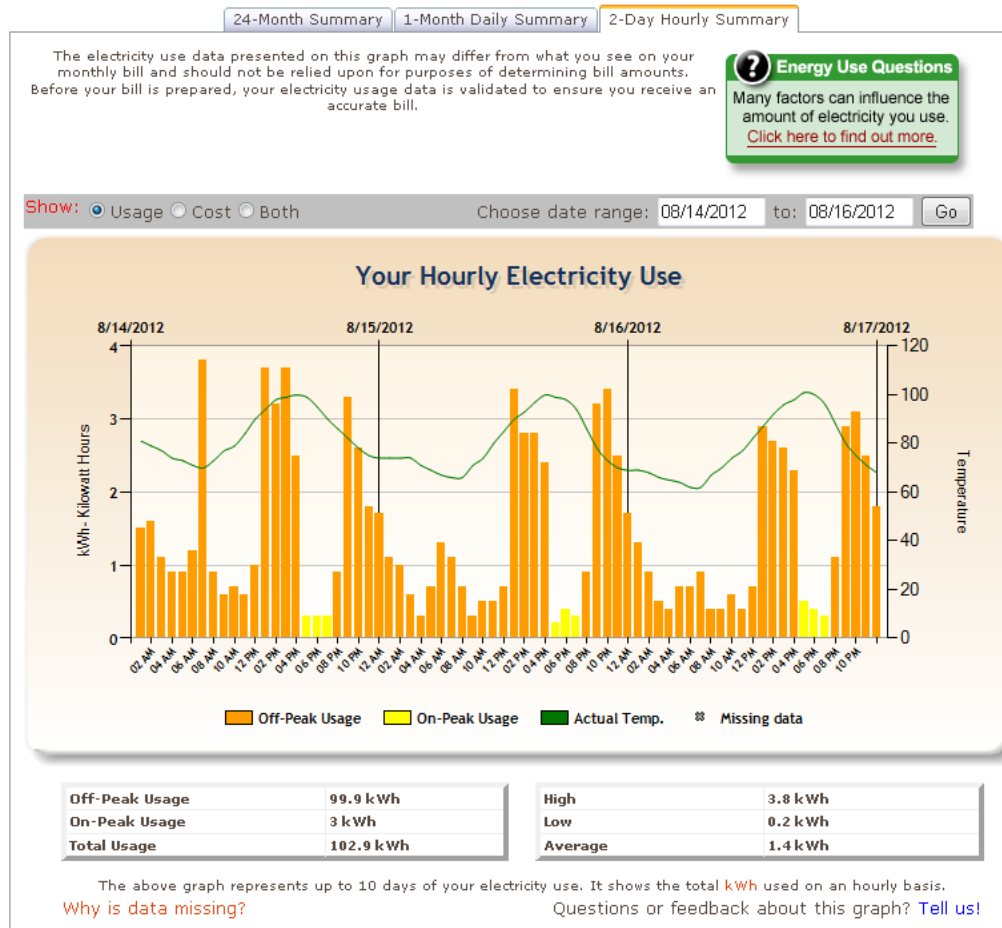 24-Month Summary 1-Month Daily Summary 2-Day Hourly Summary
The electricity use data presented on this graph may differ from what you see on your
monthly bill and should not be relied upon for purposes of determining bill amounts.
Before your bill is prepared, your electricity usage data is validated to ensure you receive an
accurate bill.
? Energy Use Questions
Many factors can influence the
amount of electricity you use.
Click here to find out more.
Show: Usage Cost Both Choose date range: 08/14/2012 to: 08/16/2012 Go
Your Hourly Electricity Use
8/14/2012 8/15/2012 8/16/2012 8/17/2012
4
3
2
1
0
kWh- Kilowatt Hours
120
100
80
60
40
20
0
Temperature
02 AM 04 AM 06 AM 08 AM 10 AM 12 PM 02 PM 04 PM 06 PM 08 PM 10 PM 12 AM 02 AM 04 AM 06 AM 08 AM 10 AM 12 PM 02 PM 04 PM 06 PM 08 PM 10 PM 12 AM 02 AM 04 AM 06 AM 08 AM 10 AM 12 PM 02 PM 04 PM 06 PM 08 PM 10 PM
Off-Peak Usage On-Peak Usage Actual Temp. Missing data
Off-Peak Usage 99.9 kWh
On-Peak Usage 3 kWh
Total Usage 102.9 kWh
High 3.8 kWh
Low 0.2 kWh
Average 1.4 kWh
The above graph represents up to 10 days of your electricity use. It shows the total kWh used on an hourly basis.
Why is data missing? Questions or feedback about this graph? Tell us!